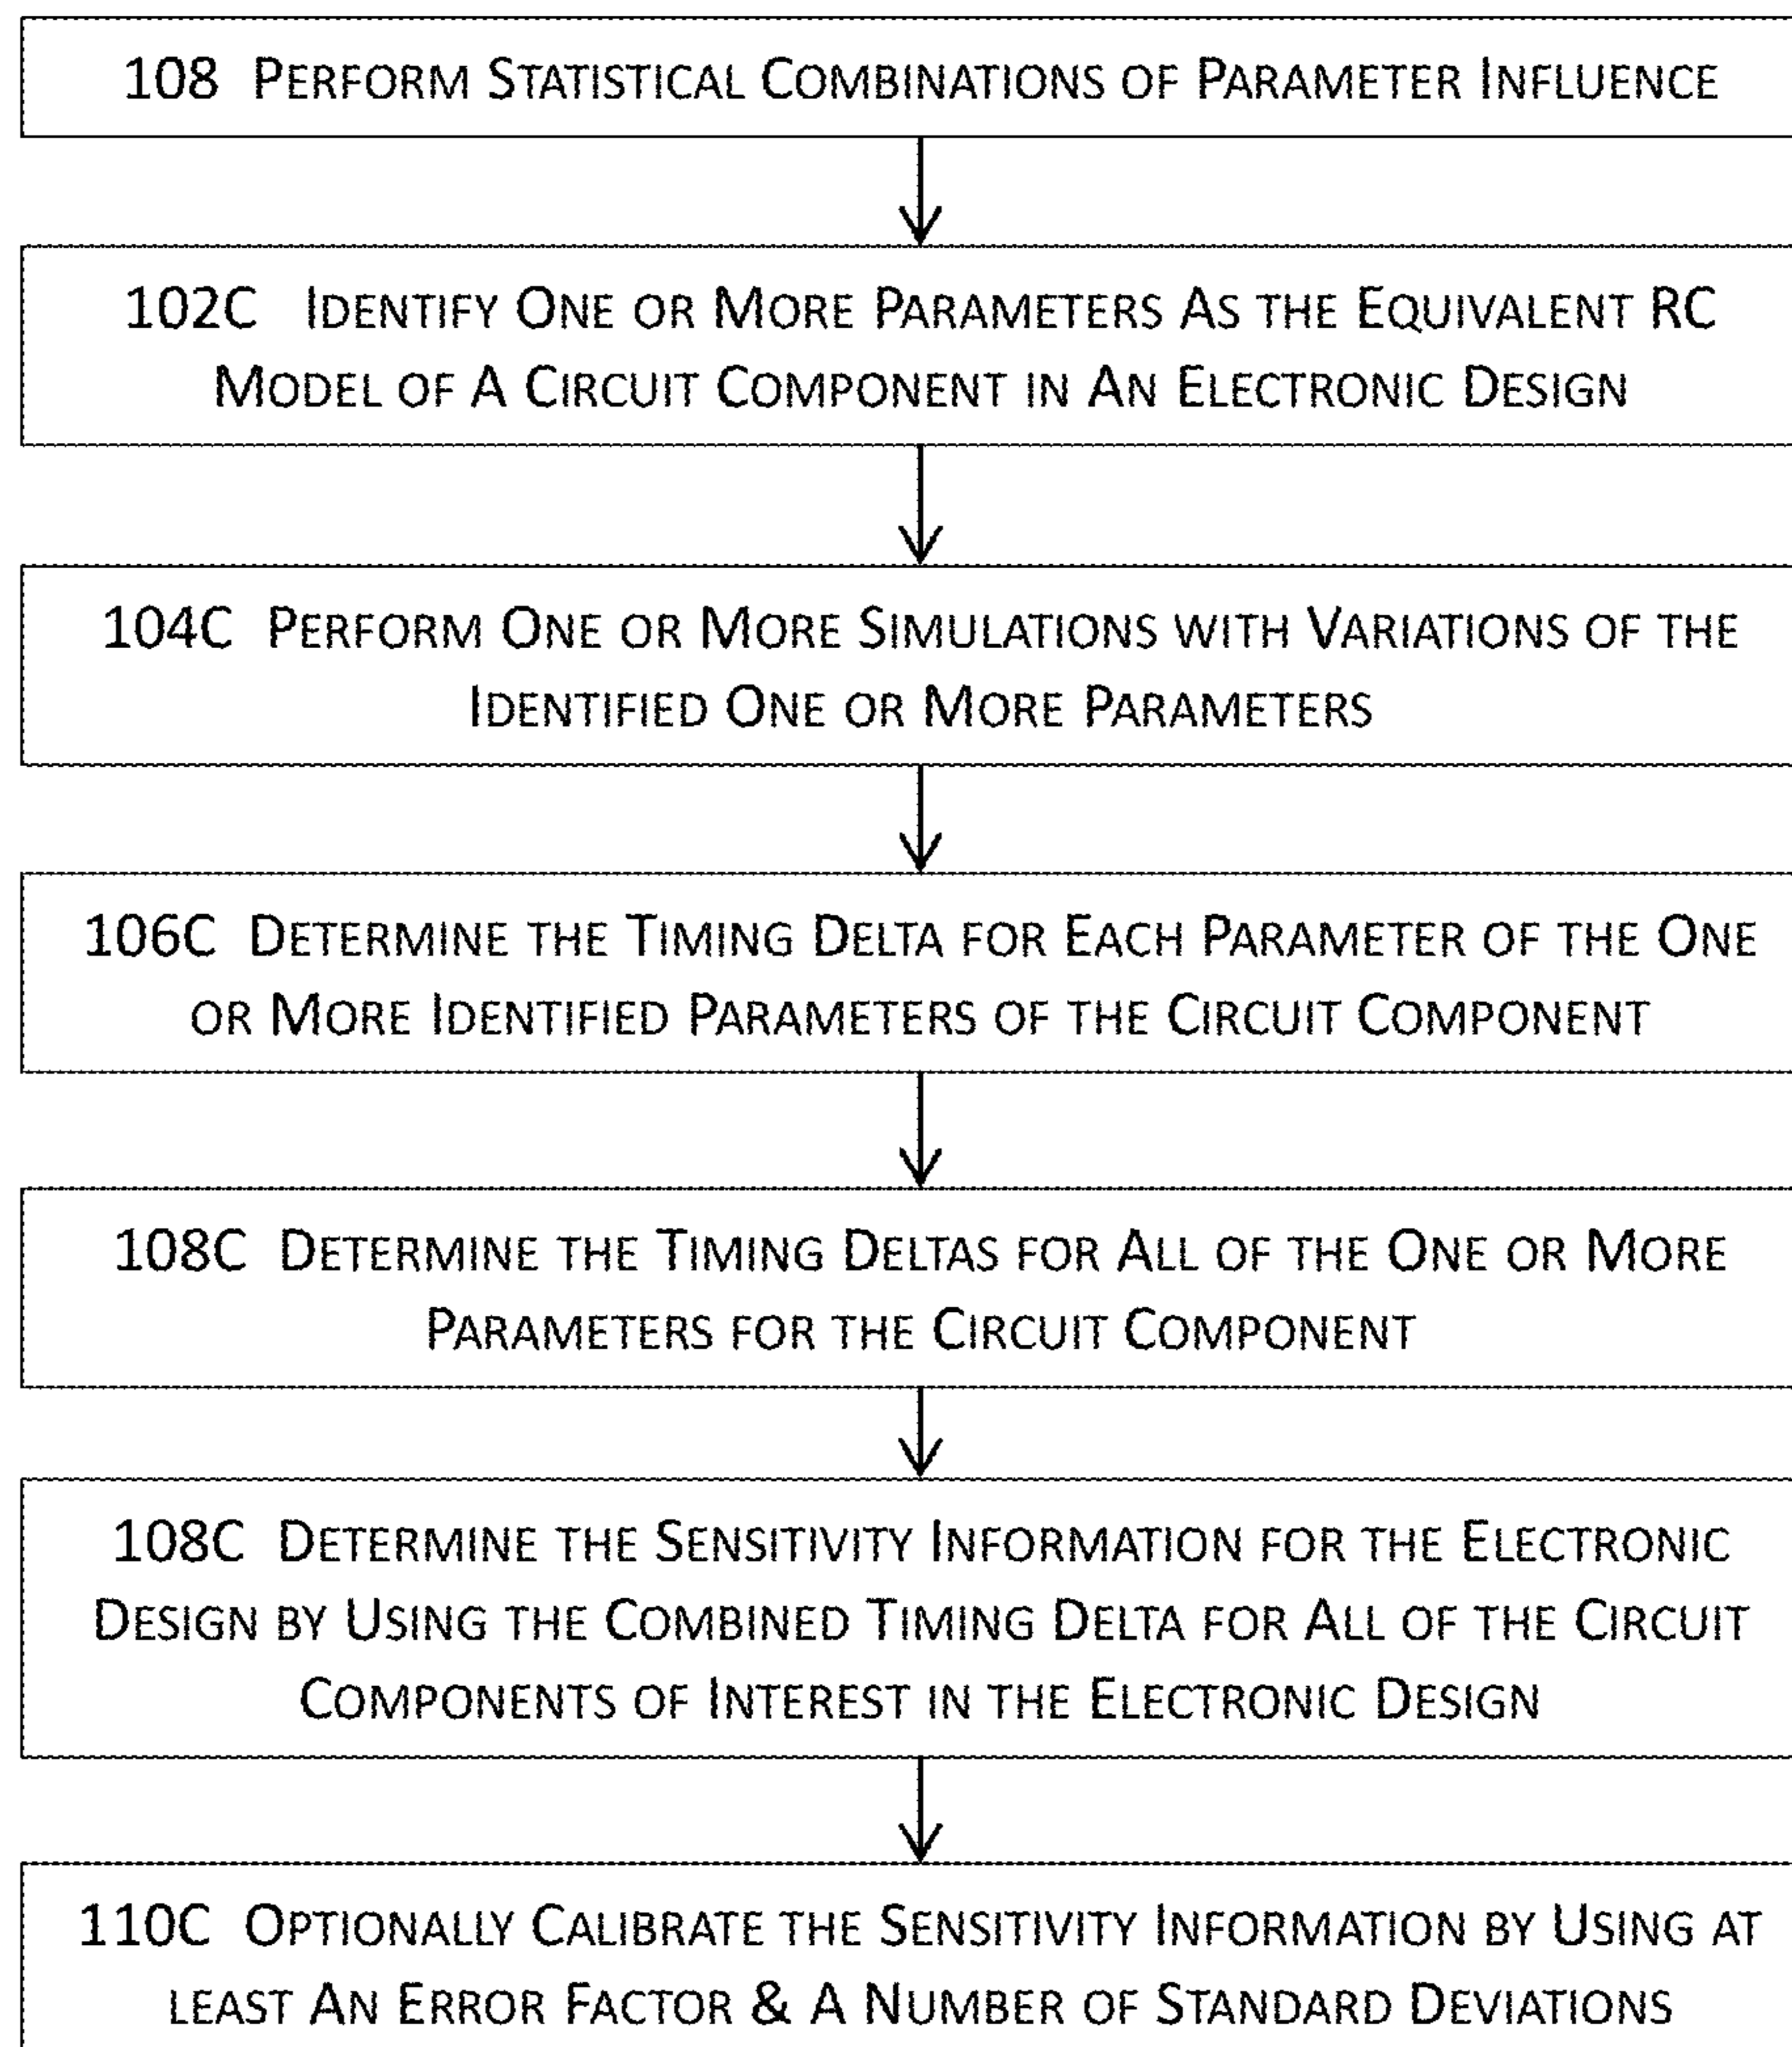 108 Perform Statistical Combinations of Parameter Influence
102C Identify One or More Parameters As the Equivalent RC
Model of A Circuit Component in An Electronic Design
104C Perform One or More Simulations with Variations of the
Identified One or More Parameters
106C Determine the Timing Delta for Each Parameter of the One
or More Identified Parameters of the Circuit Component
108C Determine the Timing Deltas for All of the One or More
Parameters for the Circuit Component
108C Determine the Sensitivity Information for the Electronic
Design by Using the Combined Timing Delta for All of the Circuit
Components of Interest in the Electronic Design
110C Optionally Calibrate the Sensitivity Information by Using at
least An Error Factor & A Number of Standard Deviations